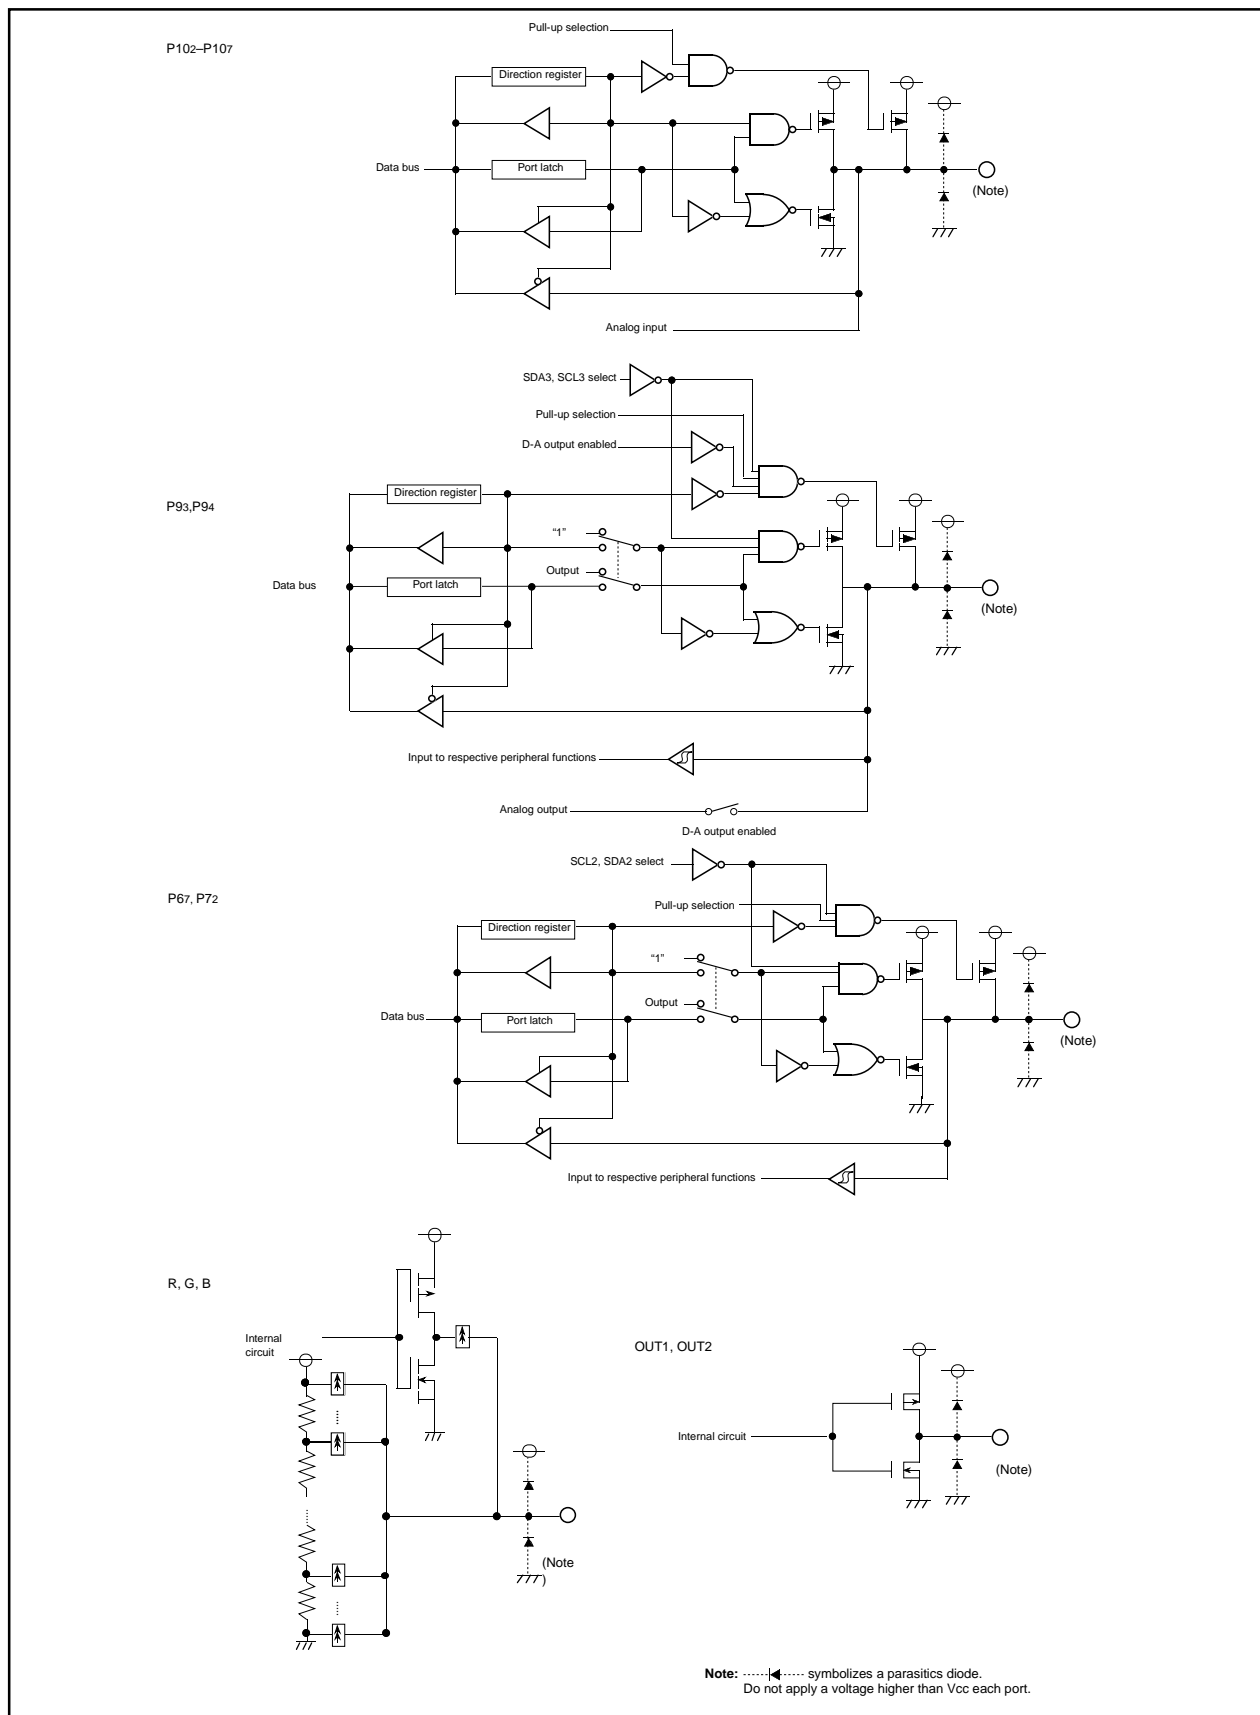 Pull-up selection
P102–P107
Direction register
Data bus
Port latch
(Note)
Analog input
SDA3, SCL3 select
Pull-up selection
D-A output enabled
P93,P94
Direction register
“1”
Output
Data bus
Port latch
(Note)
Input to respective peripheral functions
Analog output
D-A output enabled
SCL2, SDA2 select
P67, P72
Pull-up selection
Direction register
“1”
Output
Data bus
Port latch
(Note)
Input to respective peripheral functions
R, G, B
Internal
circuit
(Note
)
OUT1, OUT2
Internal circuit
(Note)
Note: symbolizes a parasitics diode.
Do not apply a voltage higher than Vcc each port.